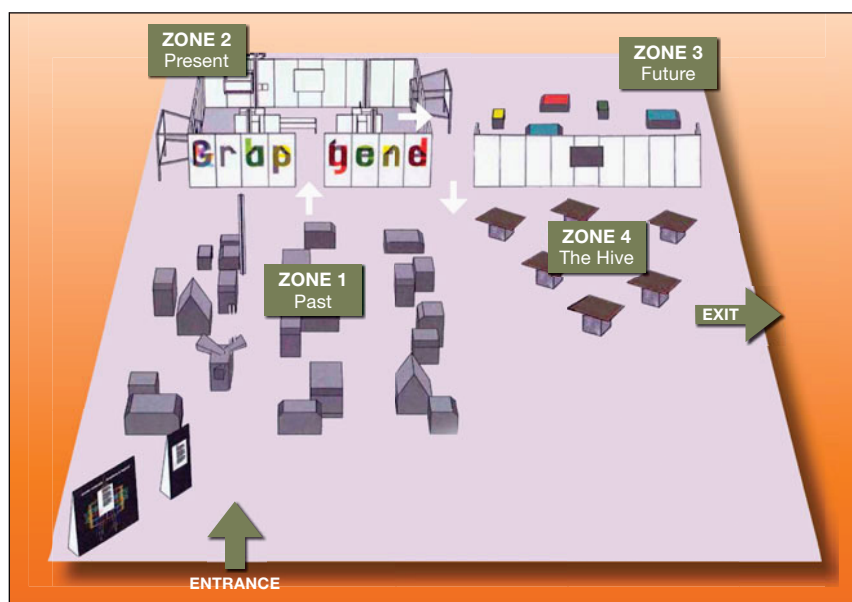 ZONE 2
Present
ZONE 3
Future
Grap gend
ZONE 4
The Hive
ZONE 1
Past
EXIT
ENTRANCE